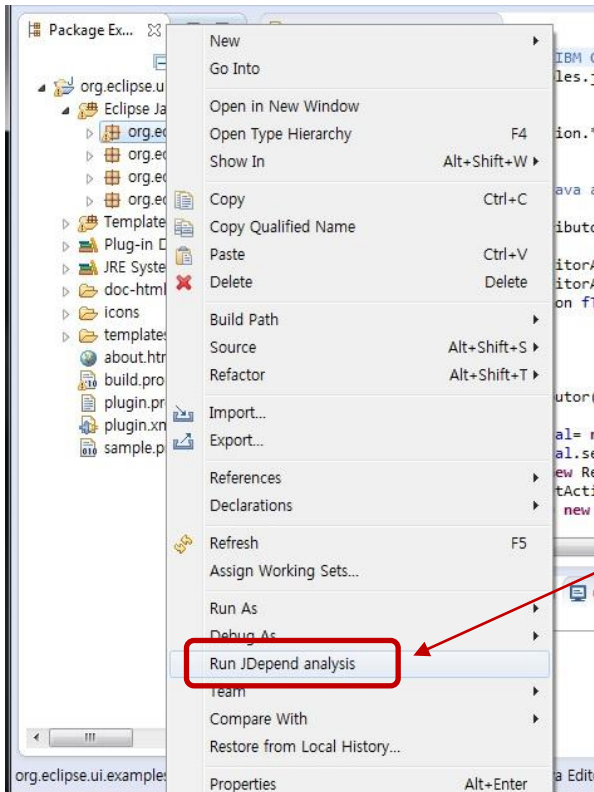 Package Ex...
org.eclipse.u
Eclipse Ja
org.ec
org.ec
org.ec
org.ec
Template
Plug-in D
JRE Syste
doc-html
icons
templates
about.htr
build.pro
plugin.pr
plugin.xn
sample.p
New
Go Into
Open in New Window
Open Type Hierarchy F4
Show In Alt+Shift+W
Copy Ctrl+C
Copy Qualified Name
Paste Ctrl+V
Delete Delete
Build Path
Source Alt+Shift+S
Refactor Alt+Shift+T
Import...
Export...
References
Declarations
Refresh F5
Assign Working Sets...
Run As
Debug As
Run JDepend analysis
Team
Compare With
Restore from Local History...
Properties Alt+Enter
IBM C
les.j
ion.*
ava a
ibuto
itorA
itorA
on fT
utor(
al= n
al.se
ew Re
tActi
new
org.eclipse.ui.examples
a Edit